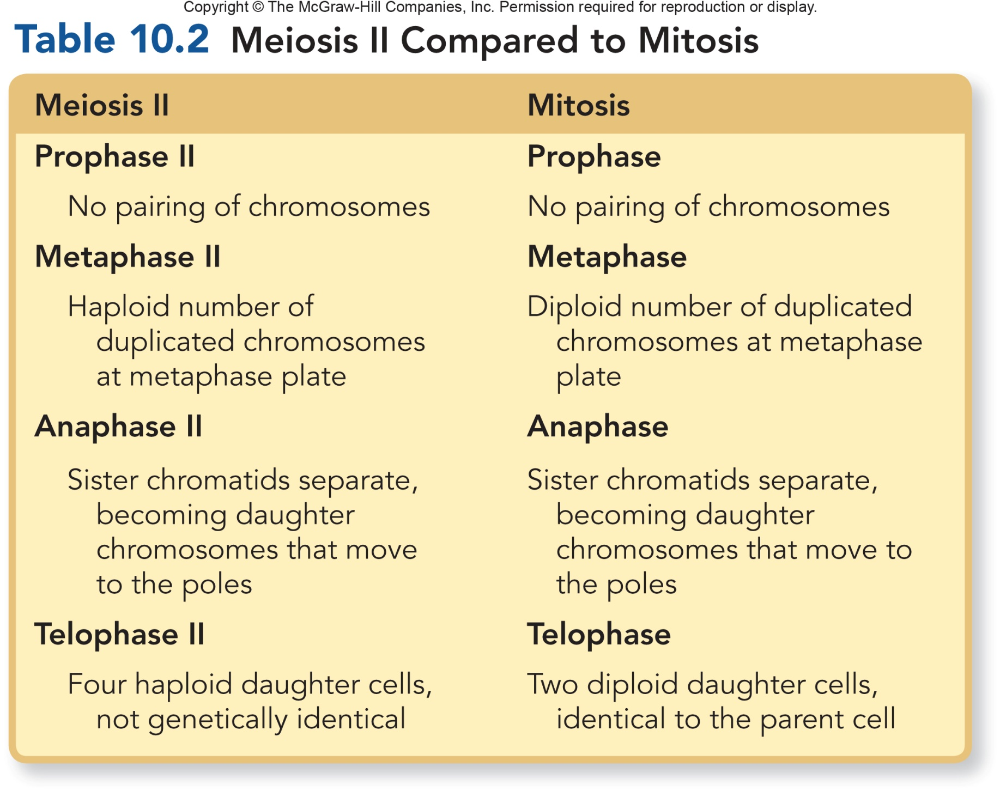 Copyright © The McGraw-Hill Companies, Inc. Permission required for reproduction or display.
Table 10.2 Meiosis II Compared to Mitosis
Meiosis II
Mitosis
Prophase II
Prophase
No pairing of chromosomes
No pairing of chromosomes
Metaphase II
Metaphase
Haploid number of
duplicated chromosomes
at metaphase plate
Diploid number of duplicated
chromosomes at metaphase
plate
Anaphase II
Anaphase
Sister chromatids separate,
becoming daughter
chromosomes that move
to the poles
Sister chromatids separate,
becoming daughter
chromosomes that move to
the poles
Telophase II
Telophase
Four haploid daughter cells,
not genetically identical
Two diploid daughter cells,
identical to the parent cell